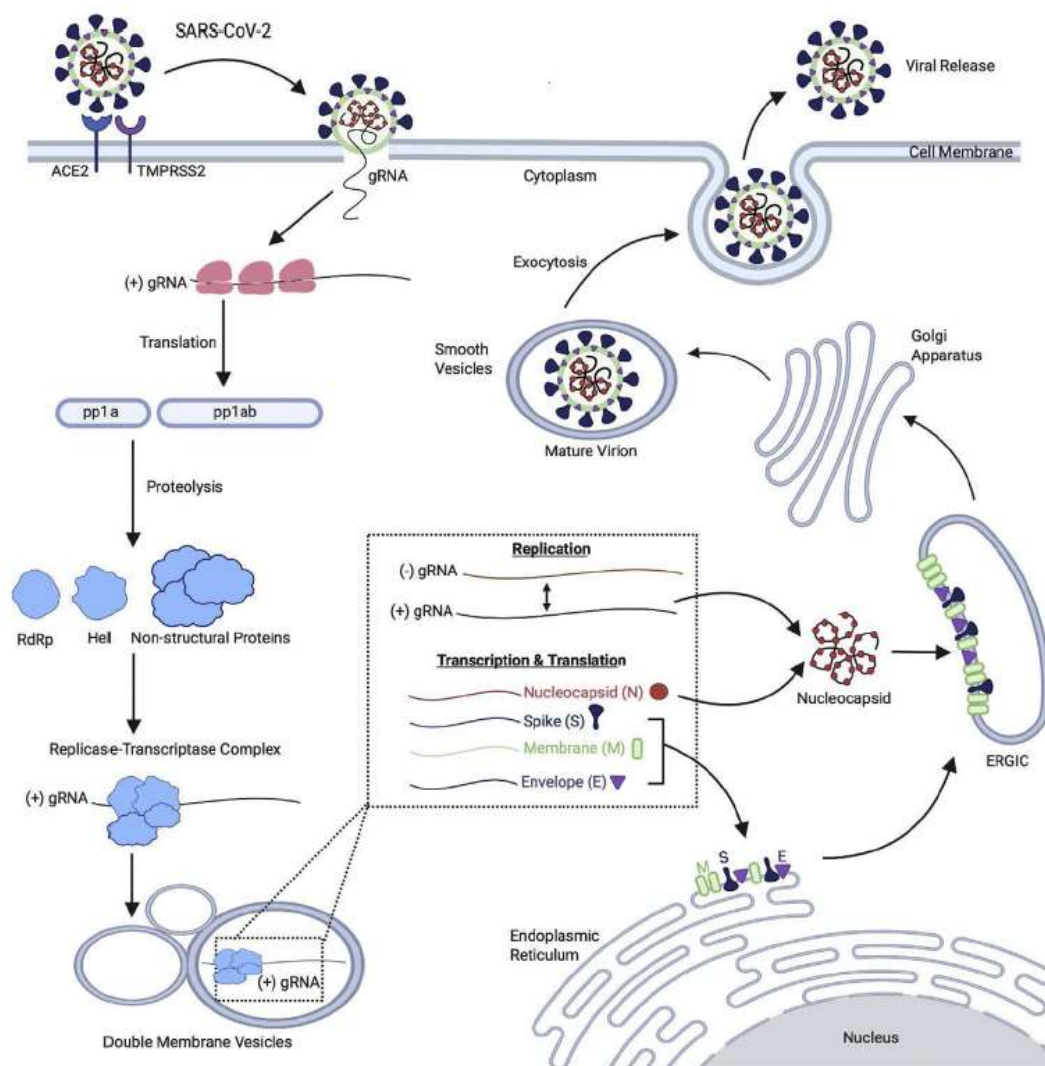 SARS-CoV-2
Viral Release
ACE2
TMPRSS2
gRNA
Cytoplasm
Cell Membrane
(+) gRNA
Exocytosis
Translation
Smooth
Vesicles
Golgi
Apparatus
pp1a
pp1ab
Mature Virion
Proteolysis
Replication
(-) gRNA
(+) gRNA
RdRp
Hell
Non-structural Proteins
Transcription & Translation
Nucleocapsid (N)
Nucleocapsid
Spike (S)
Membrane (M)
Envelope (E)
ERGIC
Replicase-Transcriptase Complex
(+) gRNA
M
S
E
Endoplasmic
Reticulum
(+) gRNA
Double Membrane Vesicles
Nucleus